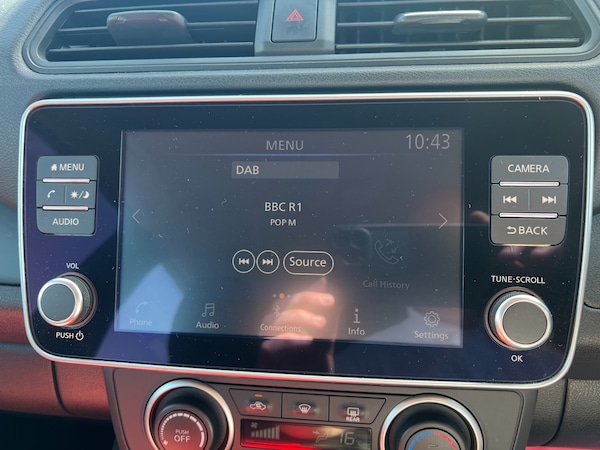 MENU 10:43
MENU
DAB
CAMERA
AUDIO
BBC R1
POP M
BACK
Source
VOL
TUNE·SCROLL
Call History
PUSH
Phone
Audio
Connections
Info
Settings
OK
REAR
PUSH
OFF
16